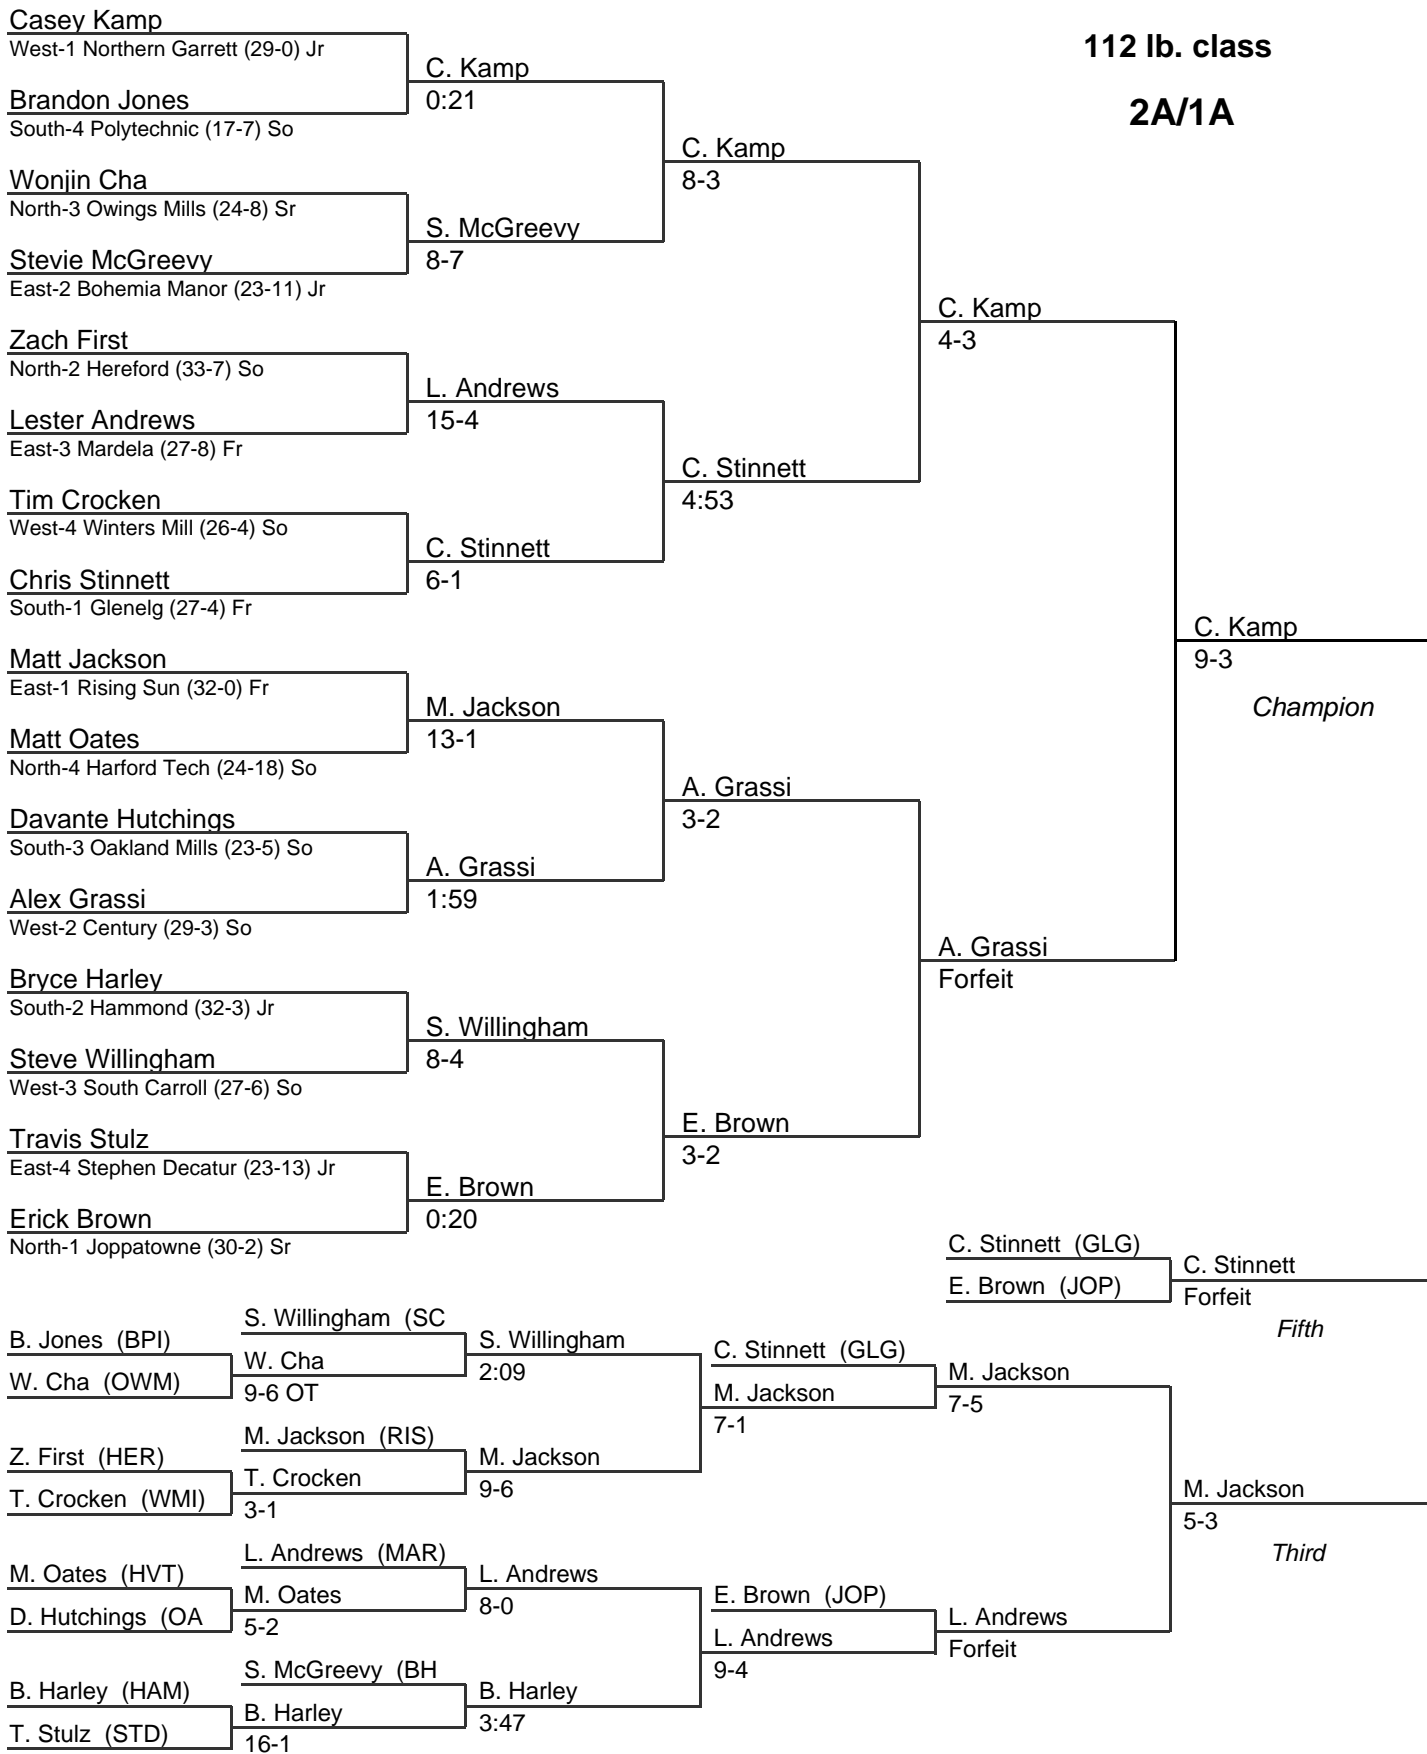 112 lb. class
2A/1A
Casey Kamp
West-1 Northern Garrett (29-0) Jr
Brandon Jones
South-4 Polytechnic (17-7) So
Wonjin Cha
North-3 Owings Mills (24-8) Sr
Stevie McGreevy
East-2 Bohemia Manor (23-11) Jr
Zach First
North-2 Hereford (33-7) So
Lester Andrews
East-3 Mardela (27-8) Fr
Tim Crocken
West-4 Winters Mill (26-4) So
Chris Stinnett
South-1 Glenelg (27-4) Fr
Matt Jackson
East-1 Rising Sun (32-0) Fr
Matt Oates
North-4 Harford Tech (24-18) So
Davante Hutchings
South-3 Oakland Mills (23-5) So
Alex Grassi
West-2 Century (29-3) So
Bryce Harley
South-2 Hammond (32-3) Jr
Steve Willingham
West-3 South Carroll (27-6) So
Travis Stulz
East-4 Stephen Decatur (23-13) Jr
Erick Brown
North-1 Joppatowne (30-2) Sr
C. Kamp
0:21
S. McGreevy
8-7
L. Andrews
15-4
C. Stinnett
6-1
M. Jackson
13-1
A. Grassi
1:59
S. Willingham
8-4
E. Brown
0:20
C. Kamp
8-3
C. Stinnett
4:53
A. Grassi
3-2
E. Brown
3-2
C. Kamp
4-3
A. Grassi
Forfeit
C. Kamp
9-3
Champion
C. Stinnett (GLG)
E. Brown (JOP)
C. Stinnett
Forfeit
Fifth
B. Jones (BPI)
W. Cha (OWM)
Z. First (HER)
T. Crocken (WMI)
M. Oates (HVT)
D. Hutchings (OA
B. Harley (HAM)
T. Stulz (STD)
S. Willingham (SC
W. Cha
9-6 OT
M. Jackson (RIS)
T. Crocken
3-1
L. Andrews (MAR)
M. Oates
5-2
S. McGreevy (BH
B. Harley
16-1
S. Willingham
2:09
M. Jackson
9-6
L. Andrews
8-0
B. Harley
3:47
C. Stinnett (GLG)
M. Jackson
7-1
E. Brown (JOP)
L. Andrews
9-4
M. Jackson
7-5
L. Andrews
Forfeit
M. Jackson
5-3
Third